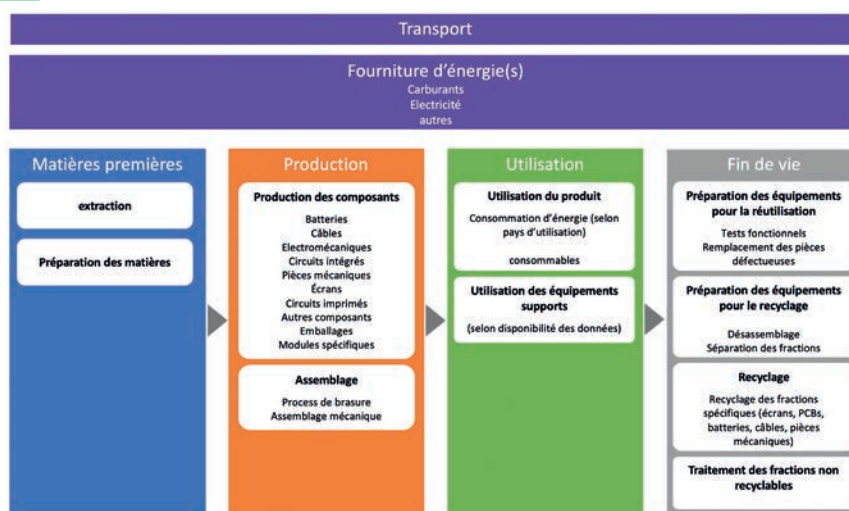 Transport
Fourniture d'énergie(s)
Carburants
Electricité
autres
Matières premières
extraction
Préparation des matières
Production
Production des composants
Batteries
Câbles
Electromécaniques
Circuits intégrés
Pièces mécaniques
Écrans
Circuits imprimés
Autres composants
Emballages
Modules spécifiques
Assemblage
Process de brasure
Assemblage mécanique
Utilisation
Utilisation du produit
Consommation d'énergie (selon
pays d'utilisation)
consommables
Utilisation des équipements
supports
(selon disponibilité des données)
Fin de vie
Préparation des équipements
pour la réutilisation
Tests fonctionnels
Remplacement des pièces
défectueuses
Préparation des équipements
pour le recyclage
Désassemblage
Séparation des fractions
Recyclage
Recyclage des fractions
spécifiques (écrans, PCBs,
batteries, câbles, pièces
mécaniques)
Traitement des fractions non
recyclables